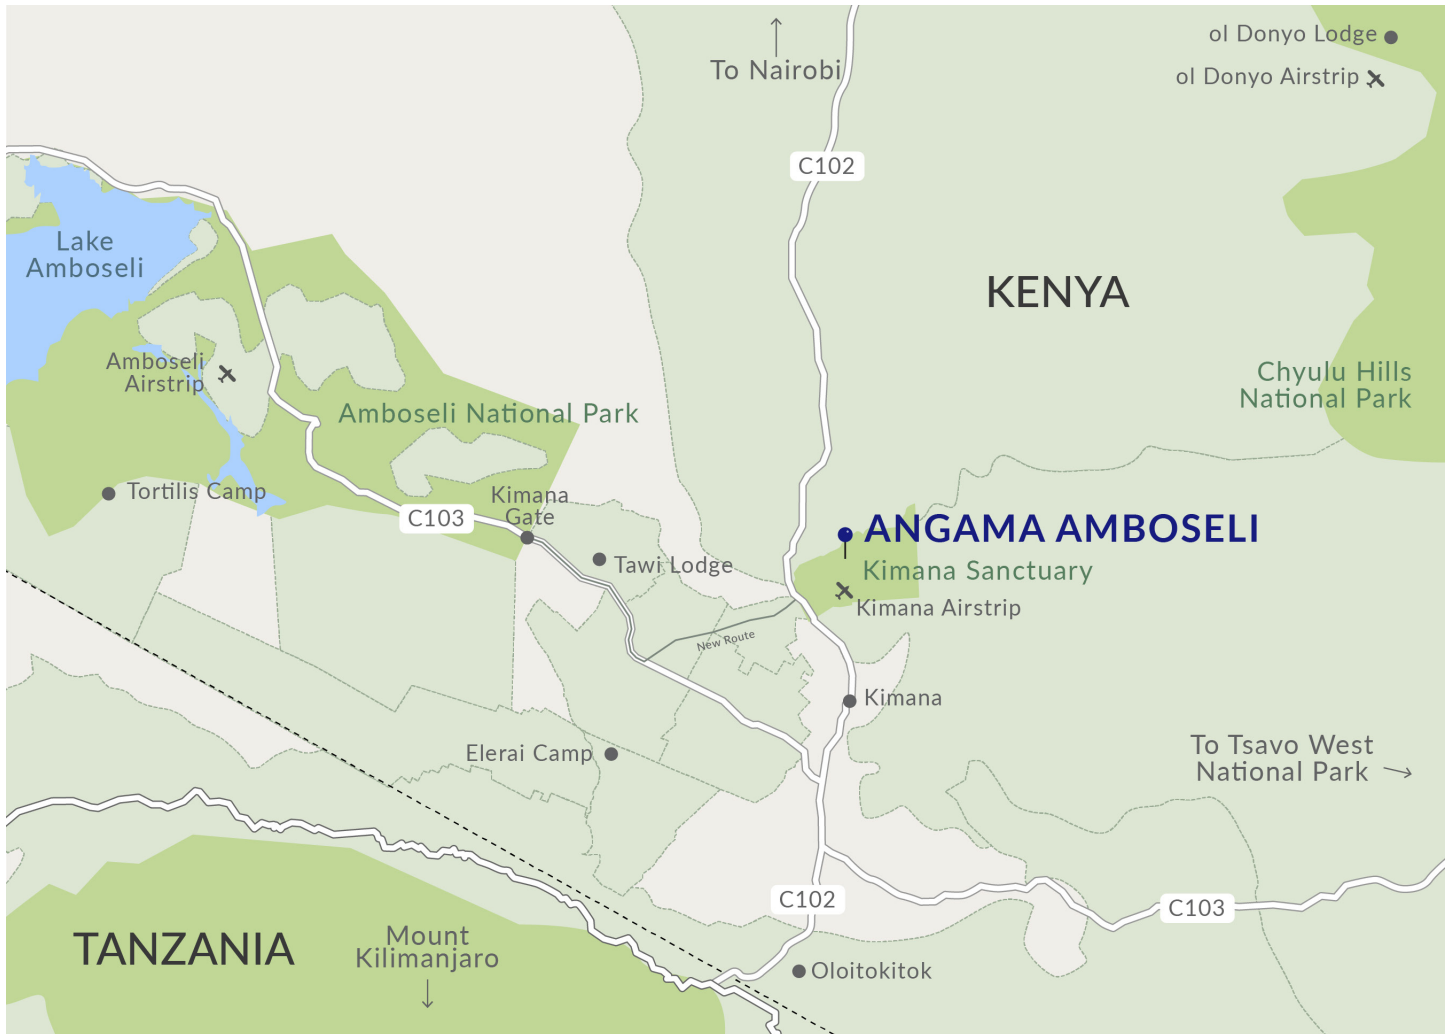 ol Donyo Lodge
To Nairobi
ol Donyo Airstrip
C102
Lake
Amboseli
KENYA
Amboseli
Airstrip
Chyulu Hills
National Park
Amboseli National Park
Tortilis Camp
Kimana
Gate
C103
ANGAMA AMBOSELI
Tawi Lodge
Kimana Sanctuary
Kimana Airstrip
New Route
Kimana
Elerai Camp
To Tsavo West
National Park
C102
C103
TANZANIA
Mount
Kilimanjaro
Oloitokitok